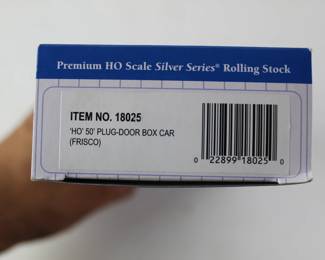 Premium HO Scale Silver Series® Rolling Stock
ITEM NO. 18025
'HO' 50' PLUG-DOOR BOX CAR
(FRISCO)
0 22899 18025 0